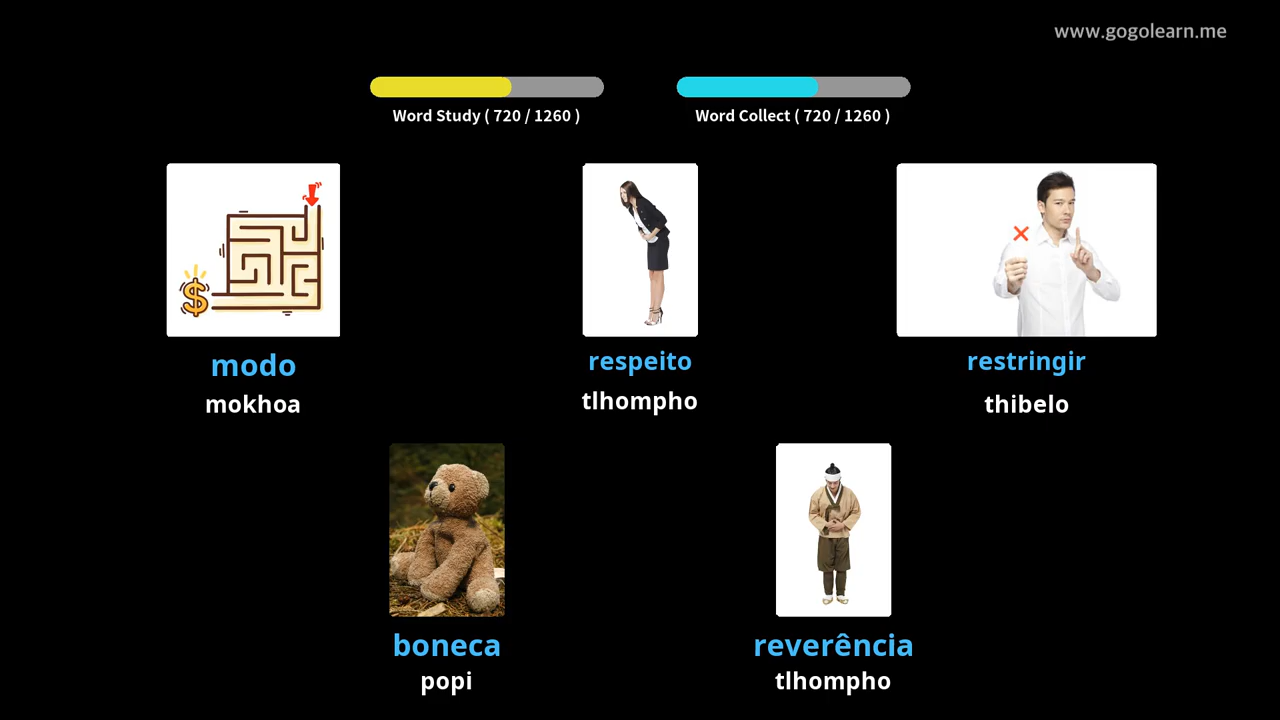 www.gogolearn.me
Word Study ( 720 / 1260 )
Word Collect ( 720 / 1260 )
modo
mokhoa
respeito
tlhompho
restringir
thibelo
boneca
popi
reverência
tlhompho